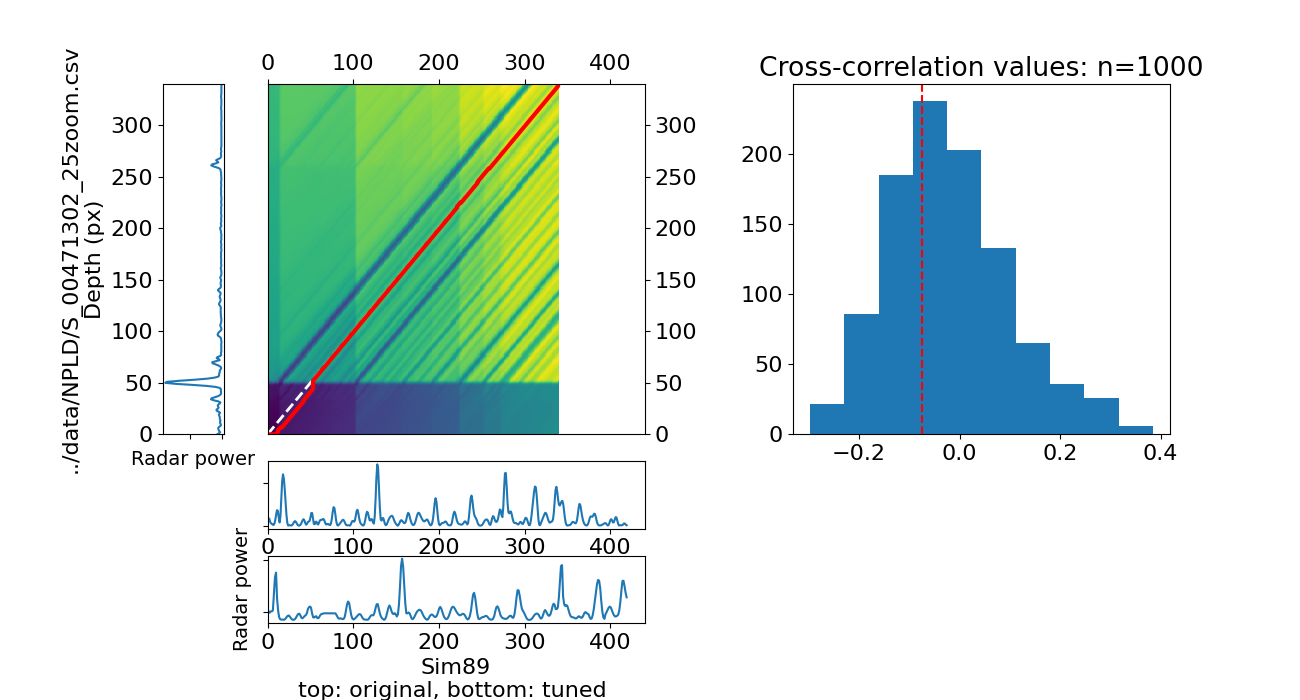 ../data/NPLD/S_00471302_25zoom.csv
Depth (px)
0
50
100
150
200
250
300
Radar power
0 100 200 300 400
0
50
100
150
200
250
300
0 100 200 300 400
Radar power
0 100 200 300 400
Sim89
top: original, bottom: tuned
Cross-correlation values: n=1000
0
50
100
150
200
−0.2 0.0 0.2 0.4